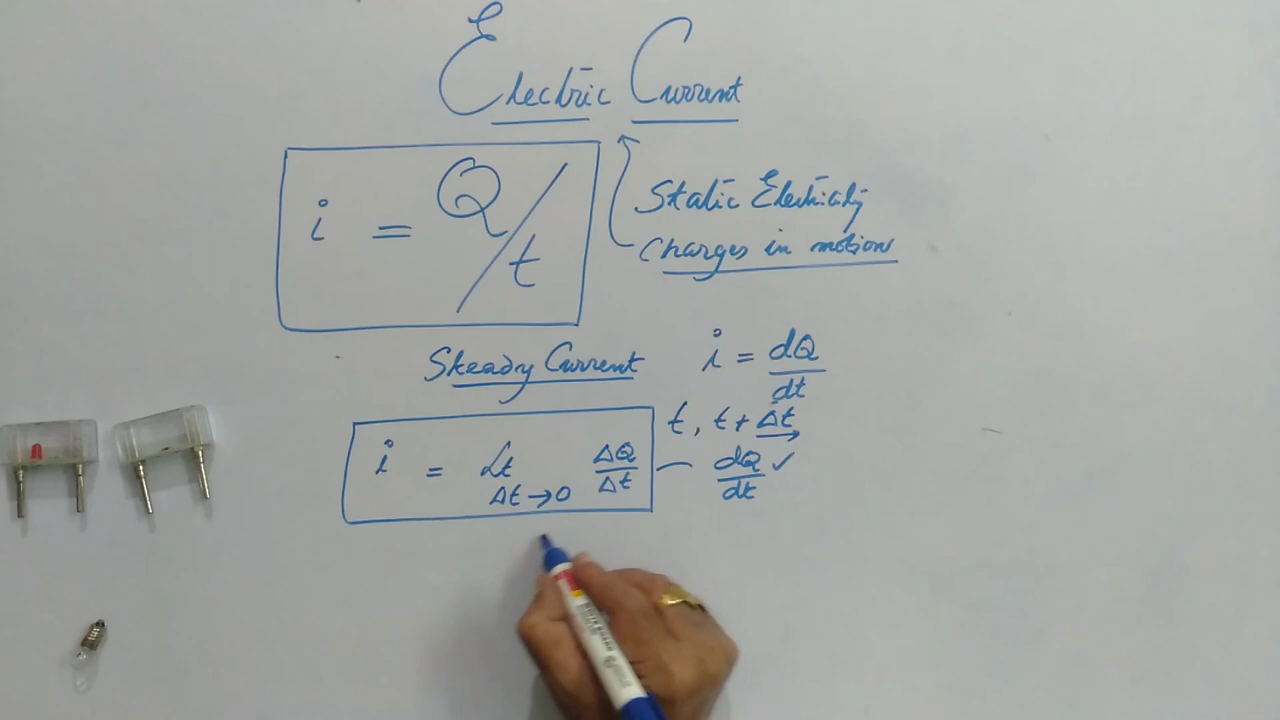 Electric Current
i = Q/t
Static Electricity
Charges in motion
Steady Current
i = dQ/dt
t, t + Δt
i = Lt Δt→0 ΔQ/Δt — dQ/dt ✓